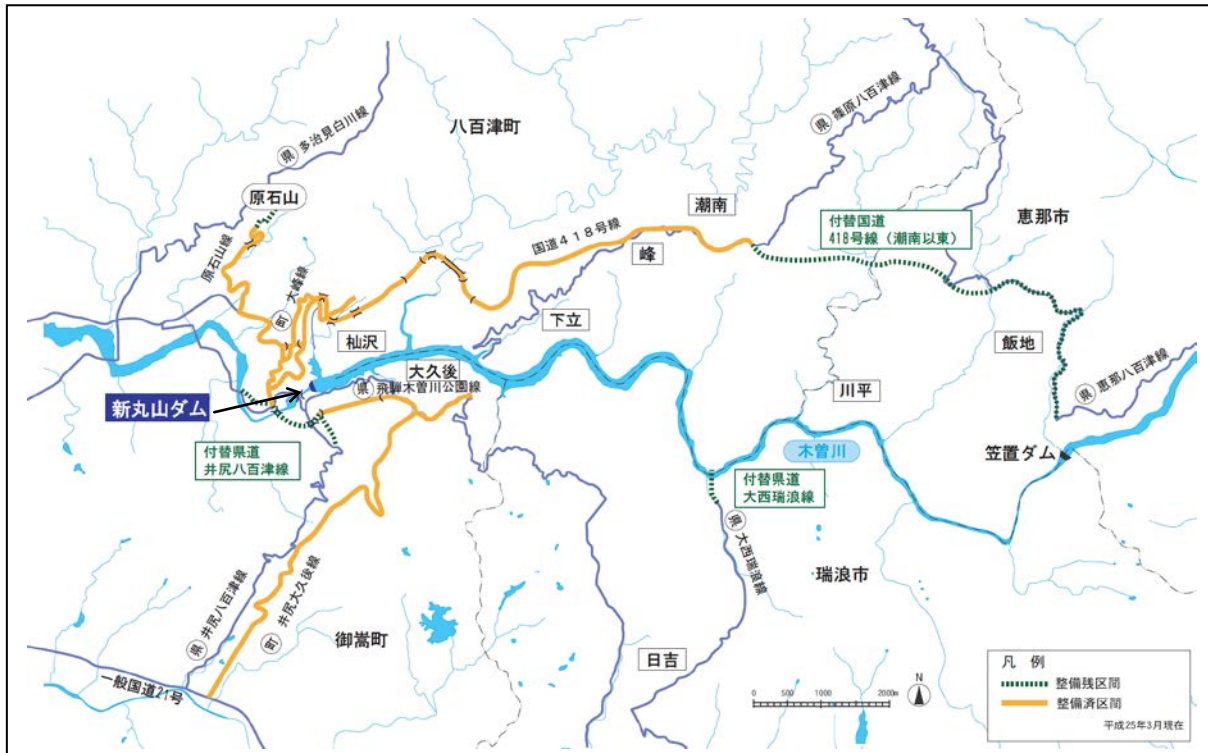 県 多治見白川線
八百津町
県 篠原八百津線
原石山
潮南
付替国道
418号線（潮南以東）
恵那市
国道418号線
峰
原石山線
町 大峰線
下立
杣沢
飯地
大久後
県 飛騨木曽川公園線
川平
県 恵那八百津線
新丸山ダム
木曽川
笠置ダム
付替県道
井尻八百津線
付替県道
大西瑞浪線
県 大西瑞浪線
瑞浪市
県 井尻八百津線
町 井尻大久後線
御嵩町
日吉
一般国道21号
凡 例
整備残区間
整備済区間
平成25年3月現在
0 500 1000 2000m
N